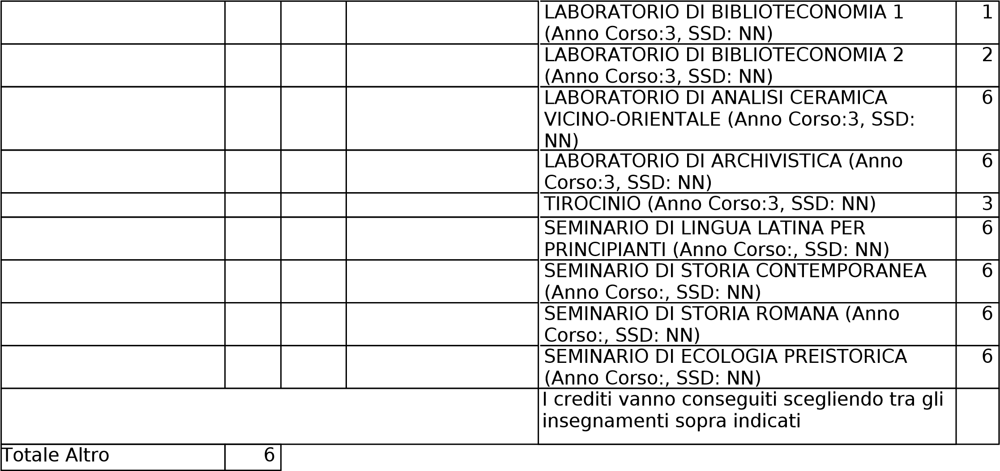 LABORATORIO DI BIBLIOTECONOMIA 1 1
(Anno Corso:3, SSD: NN)
LABORATORIO DI BIBLIOTECONOMIA 2 2
(Anno Corso:3, SSD: NN)
LABORATORIO DI ANALISI CERAMICA 6
VICINO-ORIENTALE (Anno Corso:3, SSD:
NN)
LABORATORIO DI ARCHIVISTICA (Anno 6
Corso:3, SSD: NN)
TIROCINIO (Anno Corso:3, SSD: NN) 3
SEMINARIO DI LINGUA LATINA PER 6
PRINCIPIANTI (Anno Corso:, SSD: NN)
SEMINARIO DI STORIA CONTEMPORANEA 6
(Anno Corso:, SSD: NN)
SEMINARIO DI STORIA ROMANA (Anno 6
Corso:, SSD: NN)
SEMINARIO DI ECOLOGIA PREISTORICA 6
(Anno Corso:, SSD: NN)
I crediti vanno conseguiti scegliendo tra gli
insegnamenti sopra indicati
Totale Altro 6